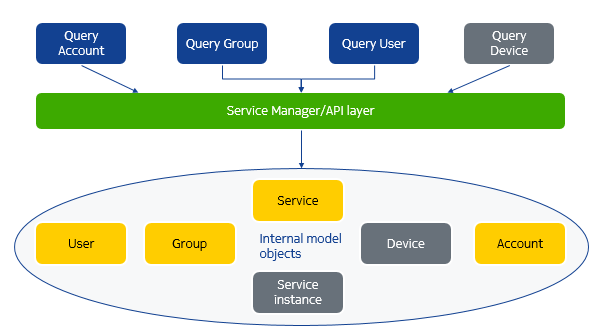 Query
Account
Query Group
Query User
Query
Device
Service Manager/API layer
Service
User
Group
Internal model
objects
Device
Account
Service
instance